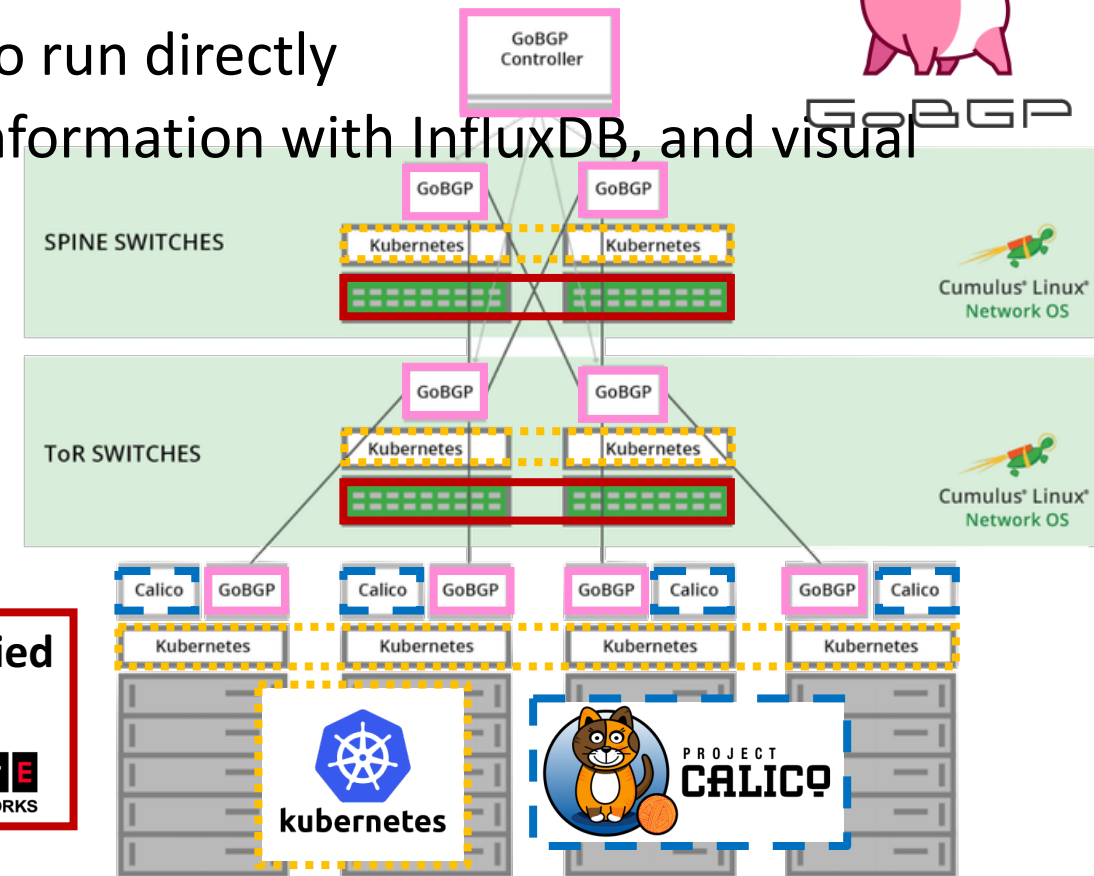 o run directly
GoBGP
Controller
nformation with InfluxDB, and visual
GoBGP
GoBGP GoBGP
SPINE SWITCHES
Kubernetes Kubernetes
Cumulus® Linux®
Network OS
GoBGP GoBGP
ToR SWITCHES
Kubernetes Kubernetes
Cumulus® Linux®
Network OS
Calico GoBGP Calico GoBGP GoBGP Calico GoBGP Calico
Kubernetes Kubernetes Kubernetes Kubernetes
ied
E
RKS
kubernetes
PROJECT
CALICO